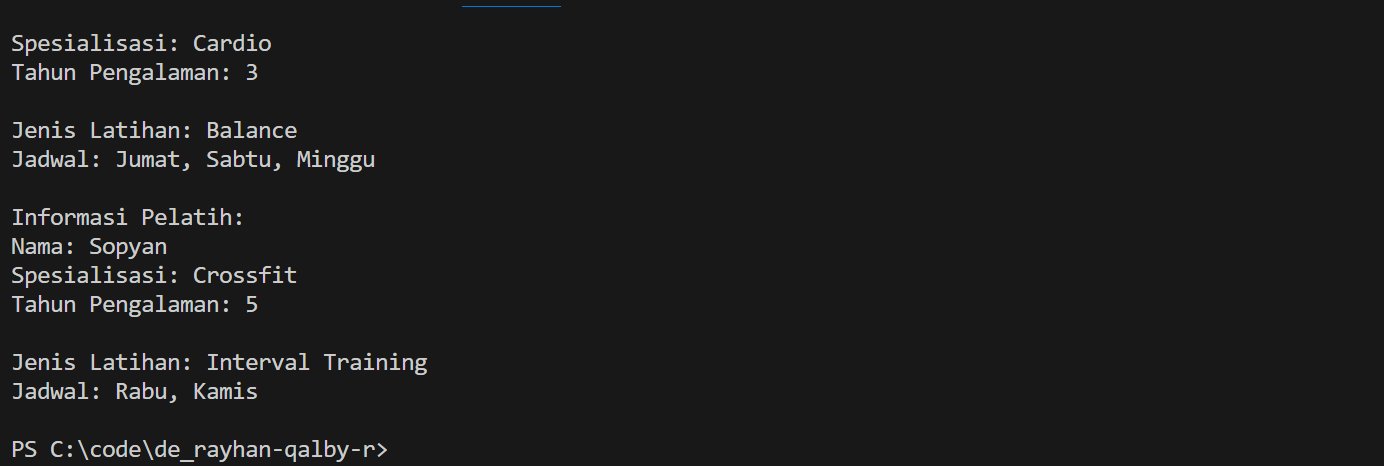 Spesialisasi: Cardio
Tahun Pengalaman: 3
Jenis Latihan: Balance
Jadwal: Jumat, Sabtu, Minggu
Informasi Pelatih:
Nama: Sopyan
Spesialisasi: Crossfit
Tahun Pengalaman: 5
Jenis Latihan: Interval Training
Jadwal: Rabu, Kamis
PS C:\code\de_rayhan-qalby-r>